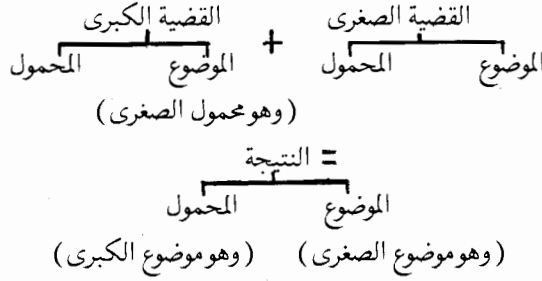 القضية الصغرى + القضية الكبرى
الموضوع المحمول الموضوع المحمول
(وهو محمول الصغرى)
= النتيجة
الموضوع المحمول
(وهو موضوع الصغرى) (وهو موضوع الكبرى)